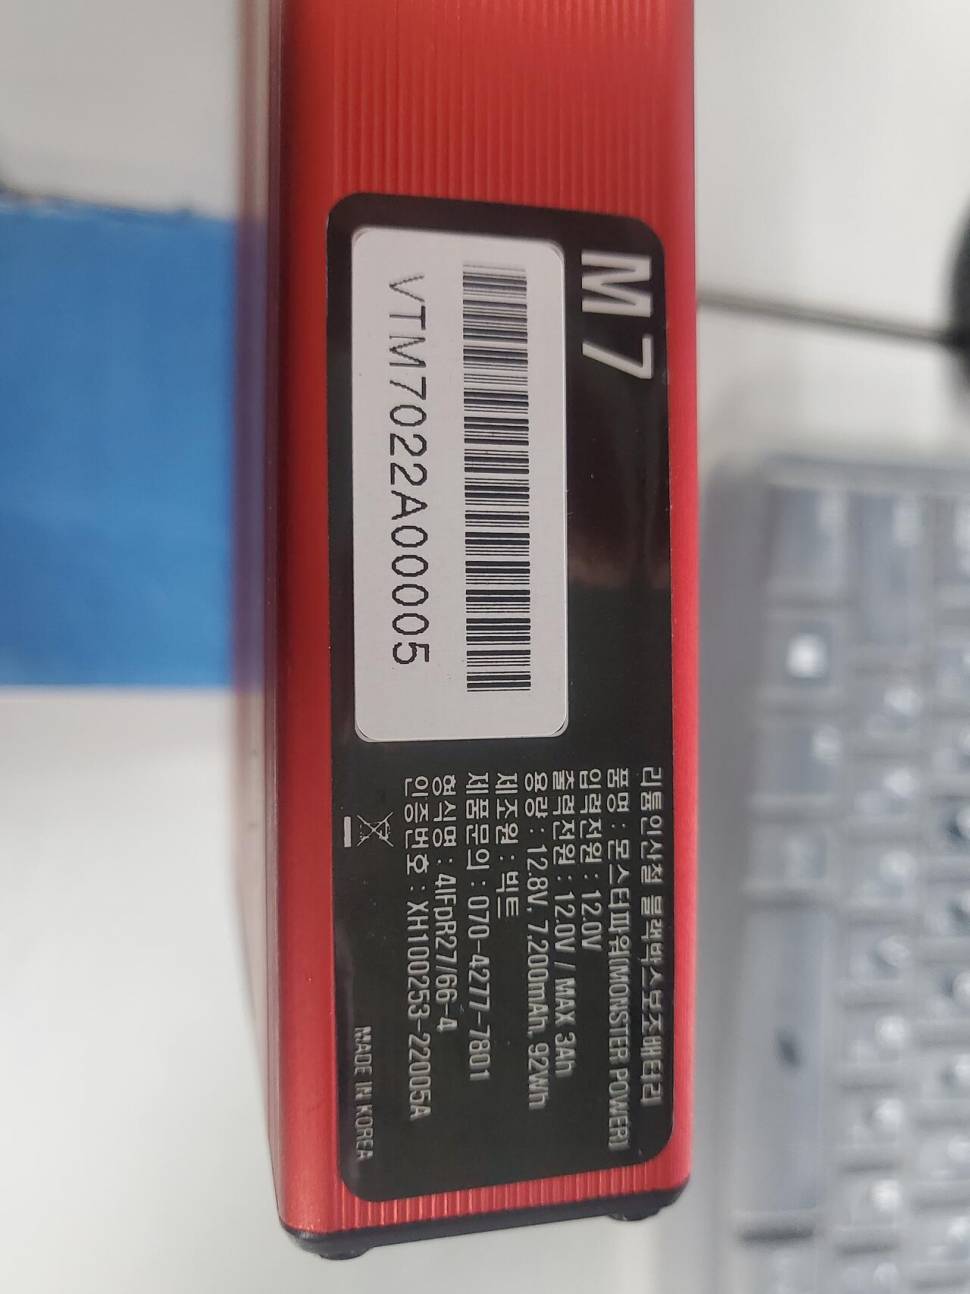 M7
VTM7022A00005
리튬인산철 블랙박스보조배터리
품명 : 몬스터파워(MONSTER POWER)
입력전원 : 12.0V
출력전원 : 12.0V / MAX 3Ah
용량 : 12.8V, 7,200mAh, 92Wh
제조원 : 빅트
제품문의 : 070-4277-7801
형식명 : 4IFpR27/66-4
인증번호 : XH100253-22005A
MADE IN KOREA